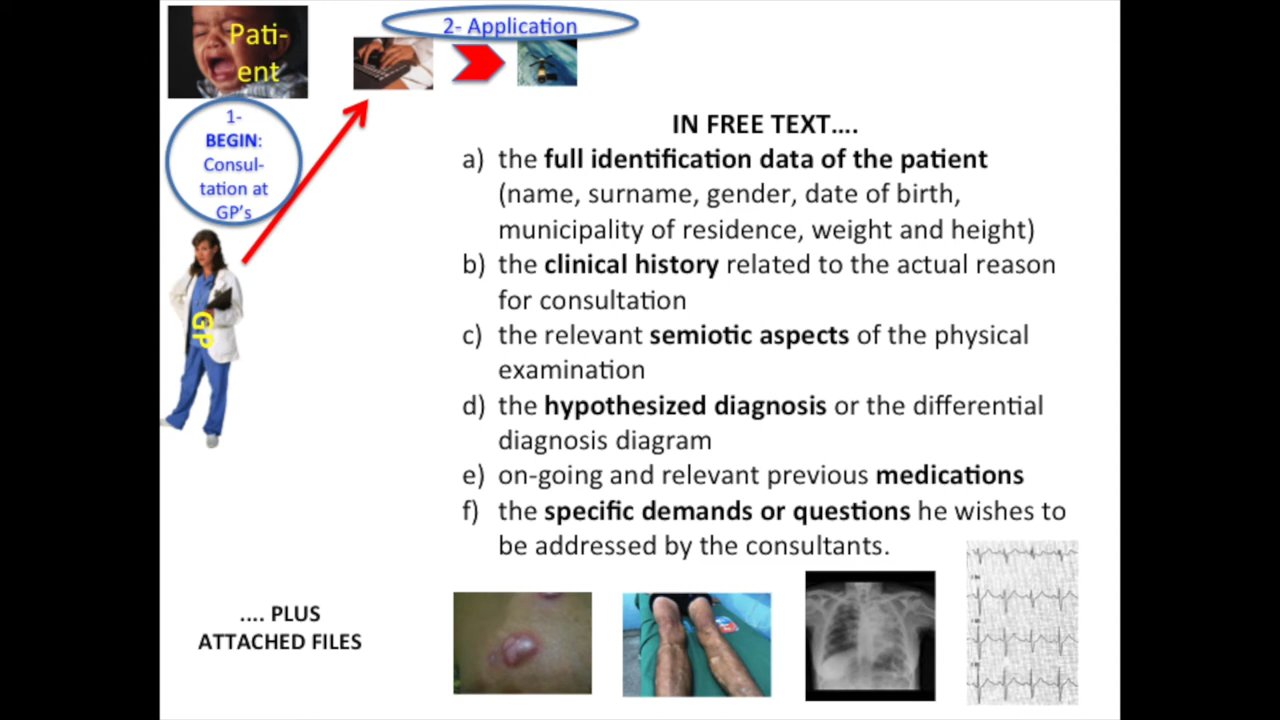 Pati-
ent
2- Application
1-
BEGIN:
Consul-
tation at
GP's
GP
IN FREE TEXT....
a) the full identification data of the patient
(name, surname, gender, date of birth,
municipality of residence, weight and height)
b) the clinical history related to the actual reason
for consultation
c) the relevant semiotic aspects of the physical
examination
d) the hypothesized diagnosis or the differential
diagnosis diagram
e) on-going and relevant previous medications
f) the specific demands or questions he wishes to
be addressed by the consultants.
.... PLUS
ATTACHED FILES